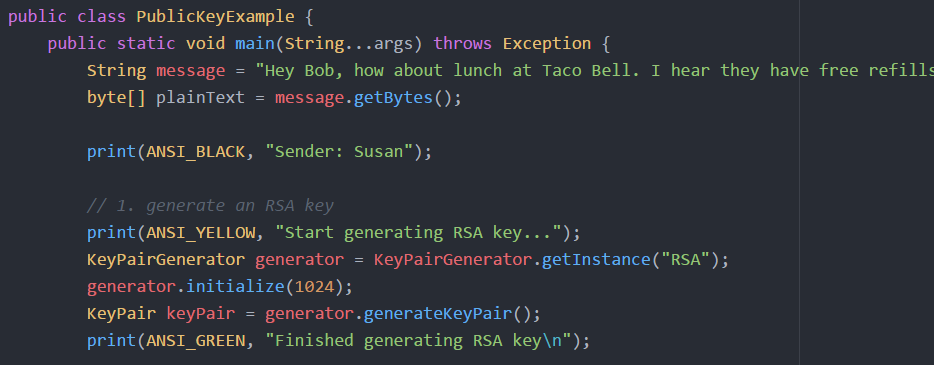 public class PublicKeyExample {
    public static void main(String...args) throws Exception {
        String message = "Hey Bob, how about lunch at Taco Bell. I hear they have free refills
        byte[] plainText = message.getBytes();

        print(ANSI_BLACK, "Sender: Susan");

        // 1. generate an RSA key
        print(ANSI_YELLOW, "Start generating RSA key...");
        KeyPairGenerator generator = KeyPairGenerator.getInstance("RSA");
        generator.initialize(1024);
        KeyPair keyPair = generator.generateKeyPair();
        print(ANSI_GREEN, "Finished generating RSA key\n");